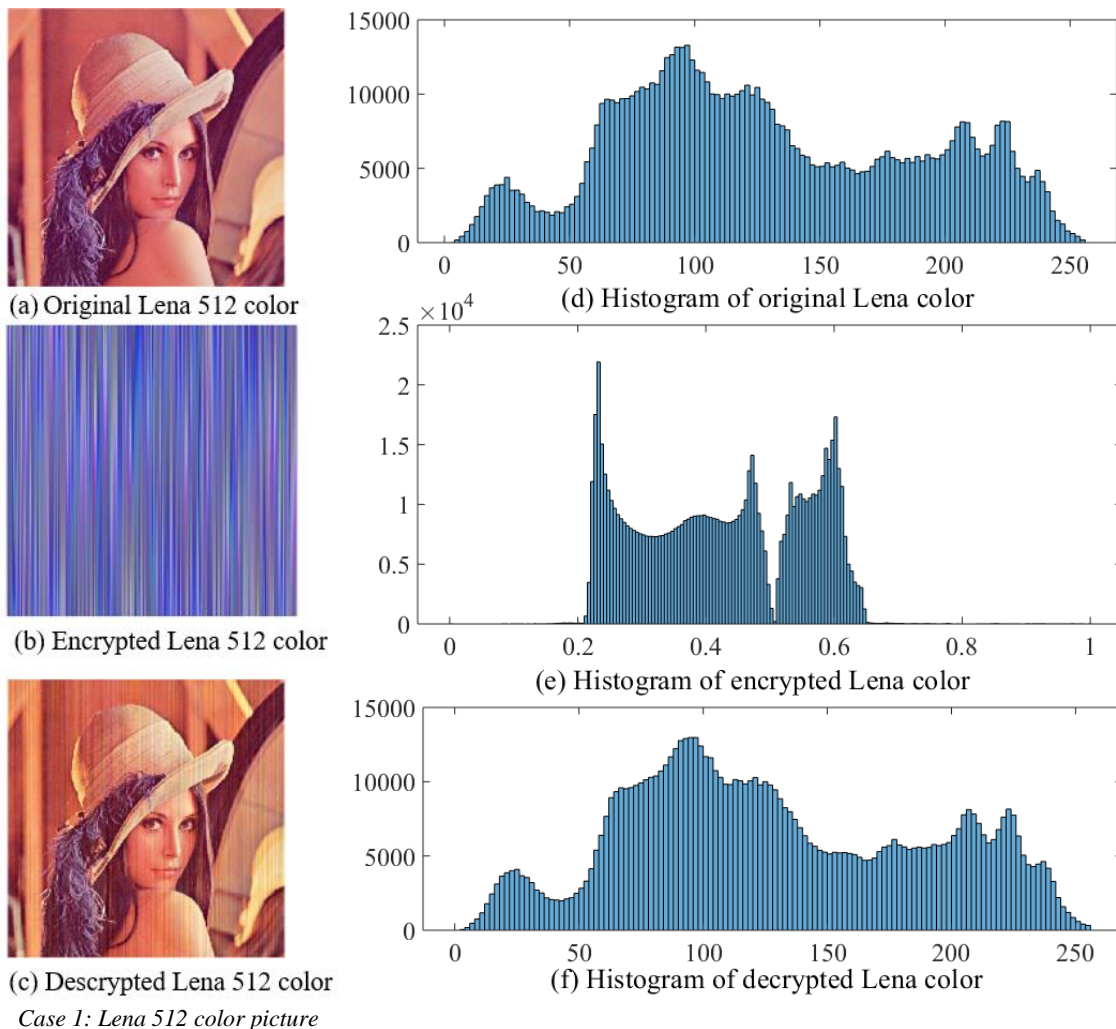 15000
10000
5000
0
0 50 100 150 200 250
(a) Original Lena 512 color
(d) Histogram of original Lena color
×10⁴
2.5
2
1.5
1
0.5
0
0 0.2 0.4 0.6 0.8 1
(b) Encrypted Lena 512 color
(e) Histogram of encrypted Lena color
15000
10000
5000
0
0 50 100 150 200 250
(c) Descrypted Lena 512 color
(f) Histogram of decrypted Lena color
Case 1: Lena 512 color picture